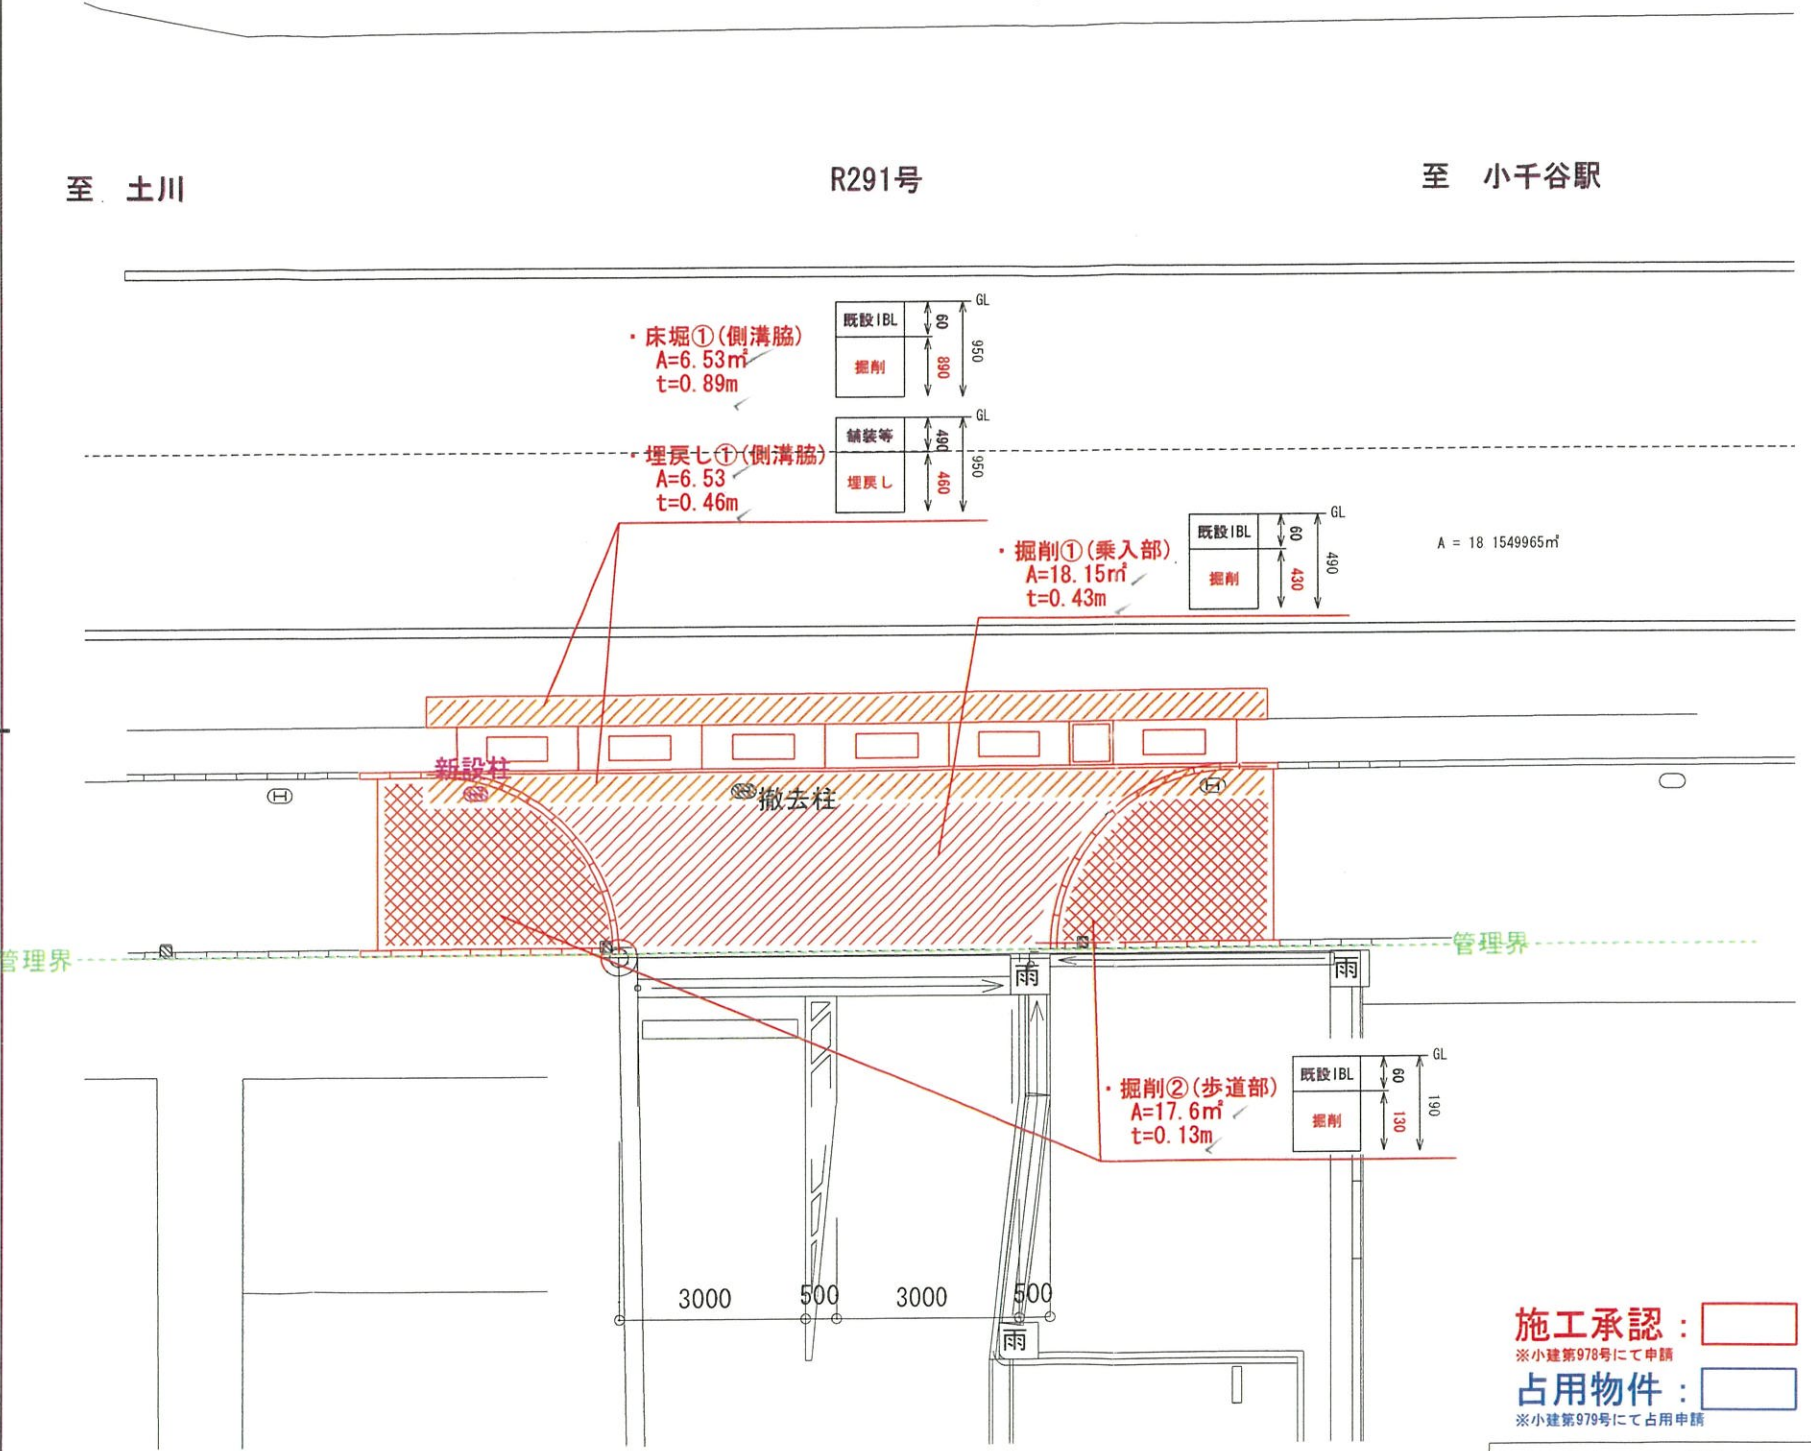 至 土川
R291号
至 小千谷駅
・床堀①(側溝脇)
A=6.53㎡
t=0.89m
既設IBL
掘削
60
890
950
GL
・埋戻し①(側溝脇)
A=6.53
t=0.46m
舗装等
埋戻し
490
460
950
GL
・掘削①(乗入部)
A=18.15㎡
t=0.43m
既設IBL
掘削
60
430
490
GL
A = 18 1549965㎡
新設柱
撤去柱
管理界
管理界
雨
雨
・掘削②(歩道部)
A=17.6㎡
t=0.13m
既設IBL
掘削
60
130
190
GL
3000
500
3000
500
雨
施工承認：
※小建第978号にて申請
占用物件：
※小建第979号にて占用申請